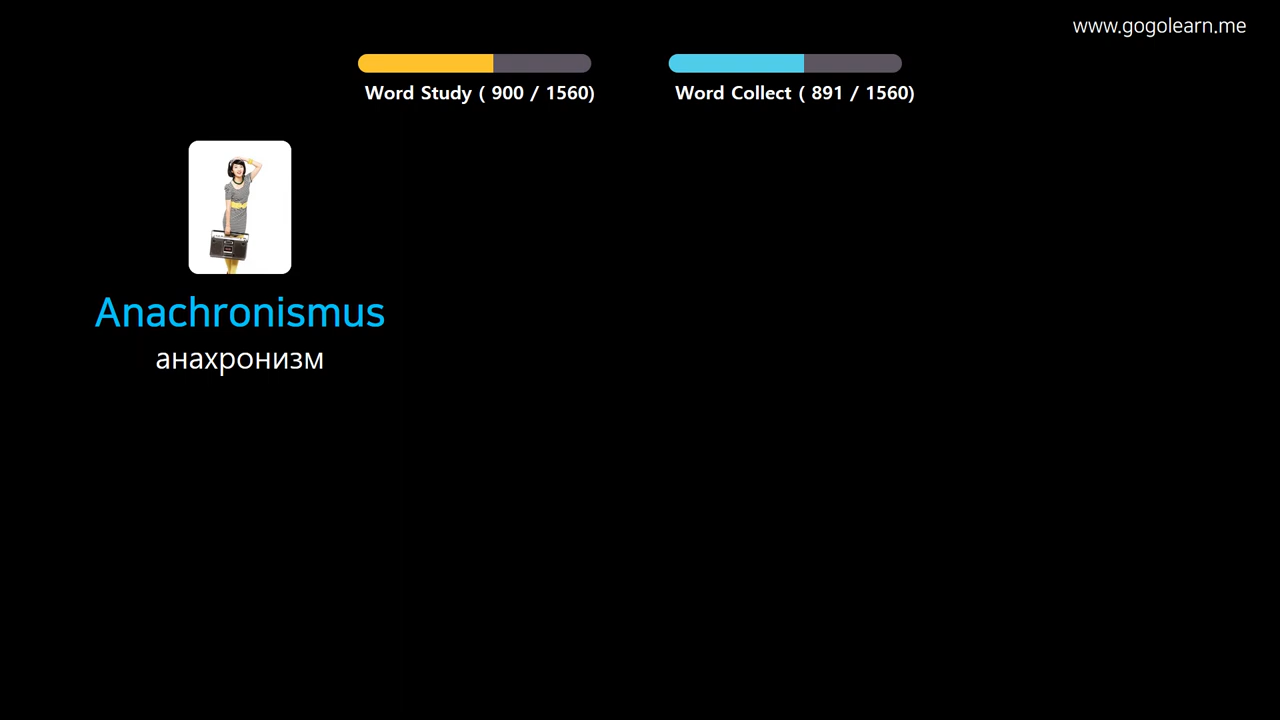 www.gogolearn.me
Word Study ( 900 / 1560)
Word Collect ( 891 / 1560)
Anachronismus
анахронизм